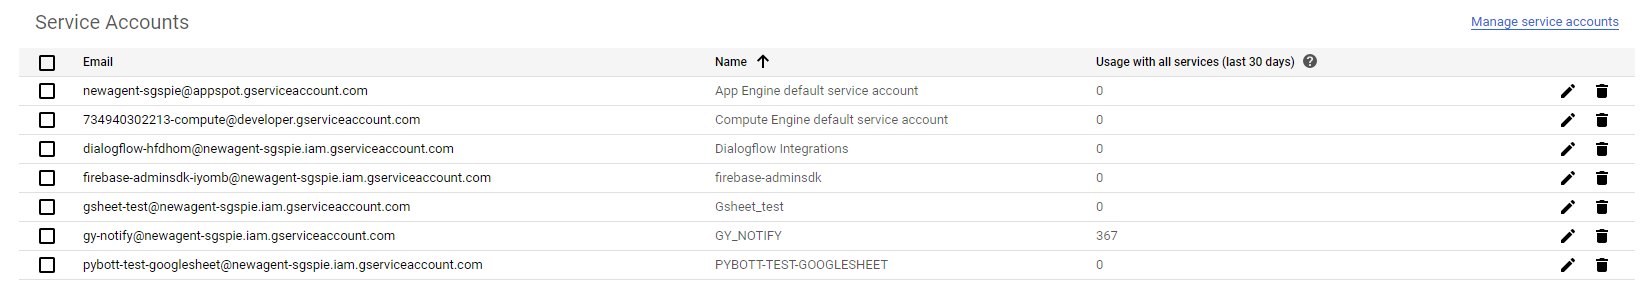 Service Accounts
Manage service accounts
Email Name Usage with all services (last 30 days)
newagent-sgspie@appspot.gserviceaccount.com App Engine default service account 0
734940302213-compute@developer.gserviceaccount.com Compute Engine default service account 0
dialogflow-hfdhom@newagent-sgspie.iam.gserviceaccount.com Dialogflow Integrations 0
firebase-adminsdk-iyomb@newagent-sgspie.iam.gserviceaccount.com firebase-adminsdk 0
gsheet-test@newagent-sgspie.iam.gserviceaccount.com Gsheet_test 0
gy-notify@newagent-sgspie.iam.gserviceaccount.com GY_NOTIFY 367
pybott-test-googlesheet@newagent-sgspie.iam.gserviceaccount.com PYBOTT-TEST-GOOGLESHEET 0